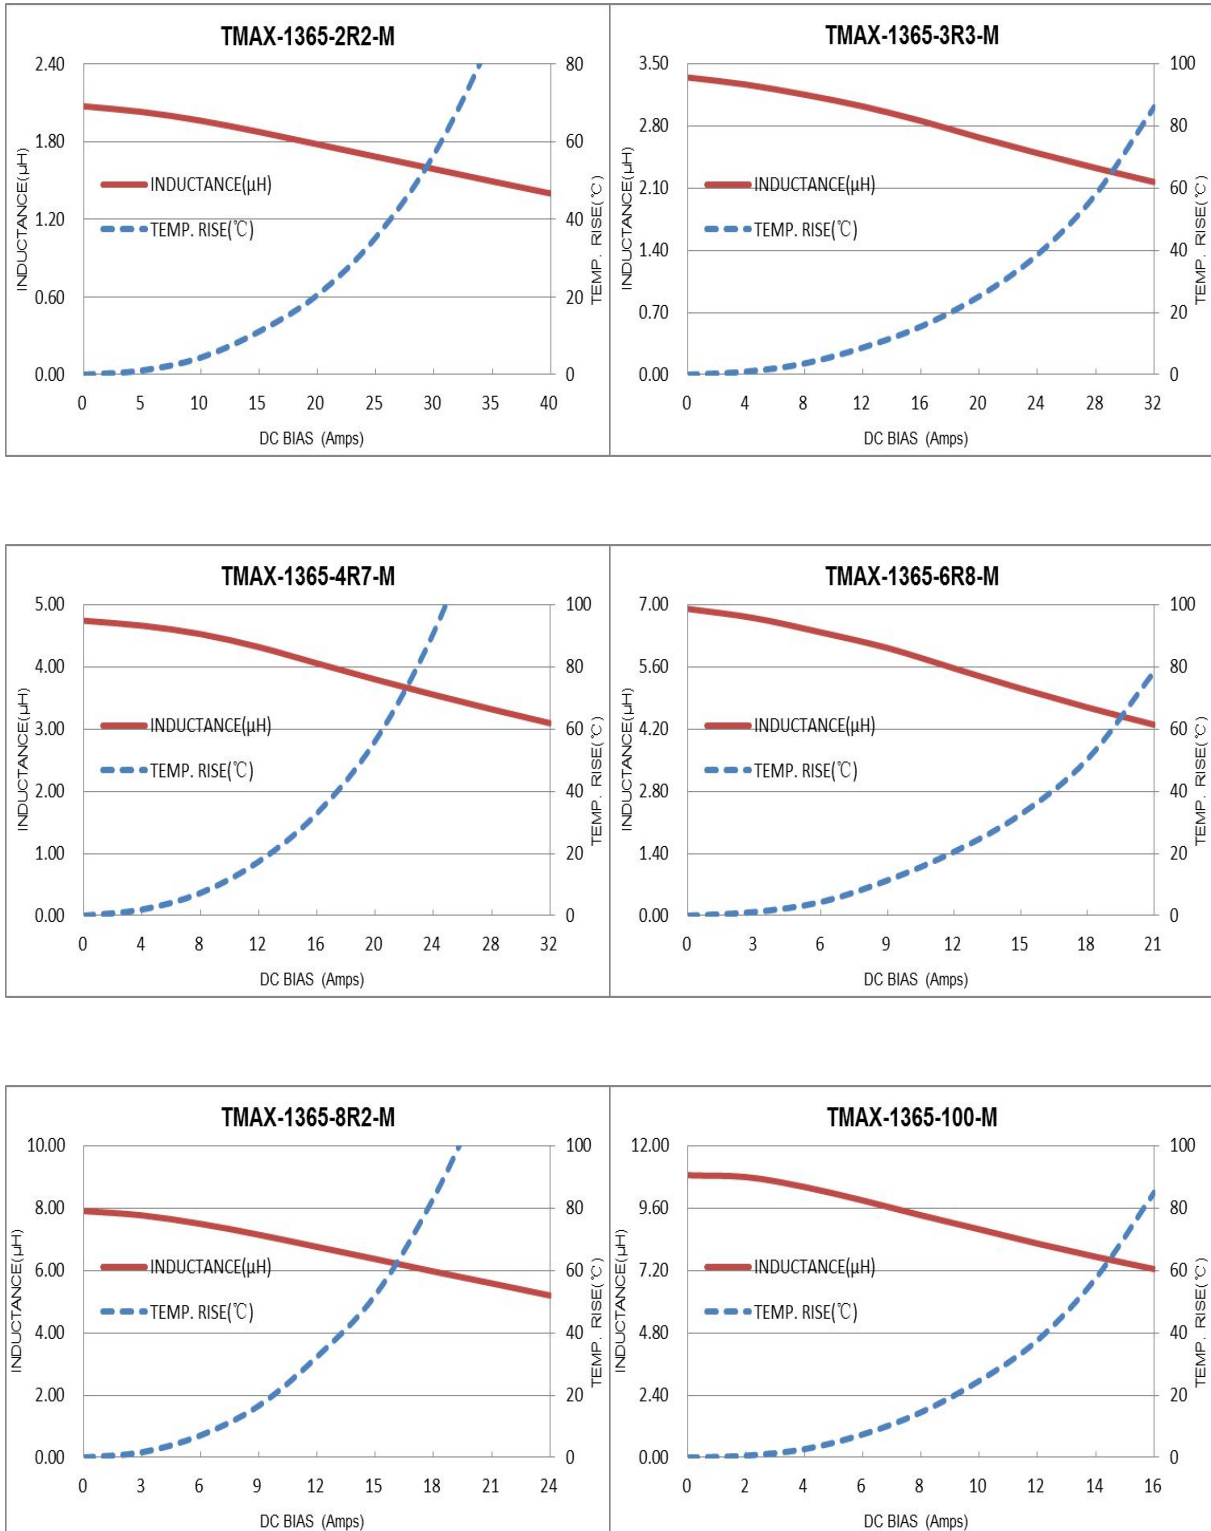 TMAX-1365-2R2-M
2.40
1.80
1.20
0.60
0.00
80
60
40
20
0
0 5 10 15 20 25 30 35 40
INDUCTANCE(µH)
TEMP. RISE(℃)
INDUCTANCE(µH)
TEMP. RISE(℃)
DC BIAS (Amps)
TMAX-1365-3R3-M
3.50
2.80
2.10
1.40
0.70
0.00
100
80
60
40
20
0
0 4 8 12 16 20 24 28 32
INDUCTANCE(µH)
TEMP. RISE(℃)
INDUCTANCE(µH)
TEMP. RISE(℃)
DC BIAS (Amps)
TMAX-1365-4R7-M
5.00
4.00
3.00
2.00
1.00
0.00
100
80
60
40
20
0
0 4 8 12 16 20 24 28 32
INDUCTANCE(µH)
TEMP. RISE(℃)
INDUCTANCE(µH)
TEMP. RISE(℃)
DC BIAS (Amps)
TMAX-1365-6R8-M
7.00
5.60
4.20
2.80
1.40
0.00
100
80
60
40
20
0
0 3 6 9 12 15 18 21
INDUCTANCE(µH)
TEMP. RISE(℃)
INDUCTANCE(µH)
TEMP. RISE(℃)
DC BIAS (Amps)
TMAX-1365-8R2-M
10.00
8.00
6.00
4.00
2.00
0.00
100
80
60
40
20
0
0 3 6 9 12 15 18 21 24
INDUCTANCE(µH)
TEMP. RISE(℃)
INDUCTANCE(µH)
TEMP. RISE(℃)
DC BIAS (Amps)
TMAX-1365-100-M
12.00
9.60
7.20
4.80
2.40
0.00
100
80
60
40
20
0
0 2 4 6 8 10 12 14 16
INDUCTANCE(µH)
TEMP. RISE(℃)
INDUCTANCE(µH)
TEMP. RISE(℃)
DC BIAS (Amps)